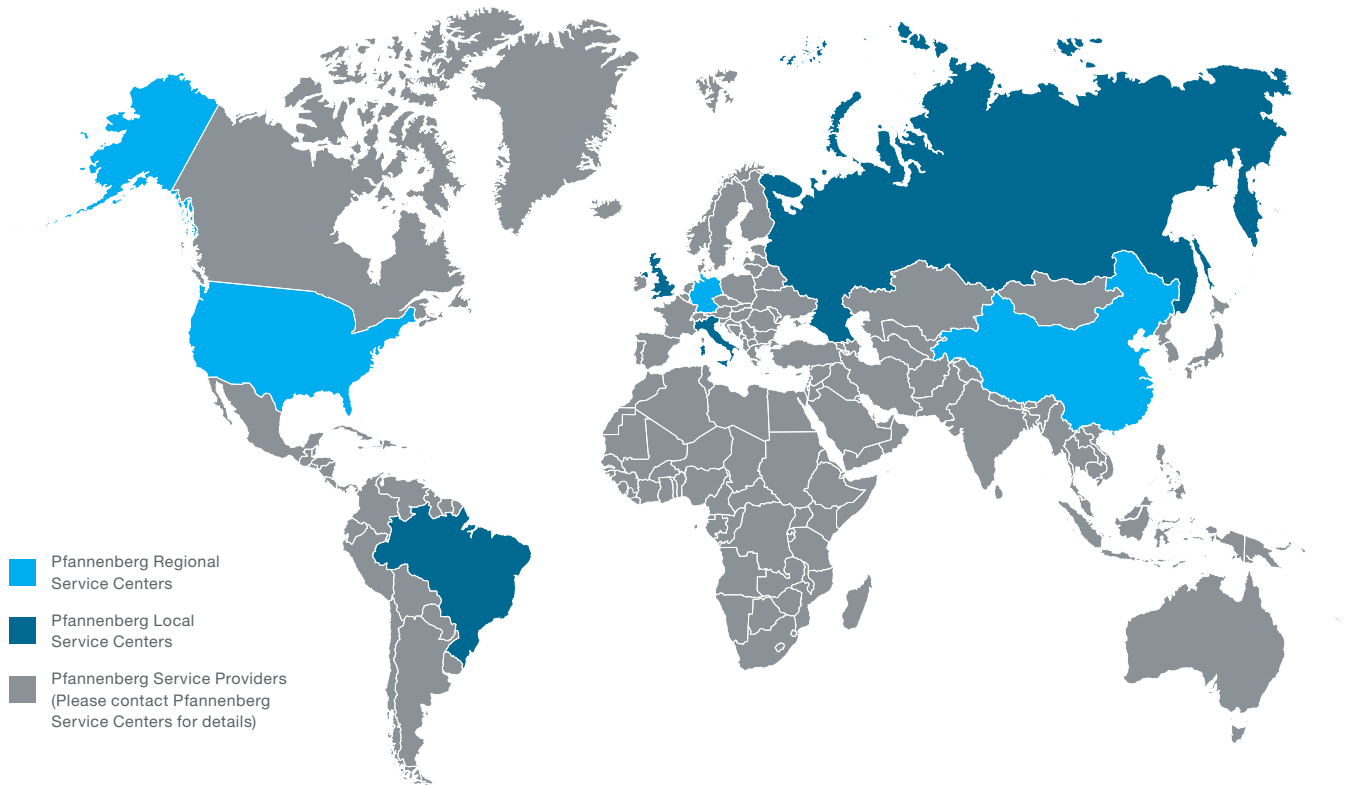 Pfannenberg Regional
Service Centers
Pfannenberg Local
Service Centers
Pfannenberg Service Providers
(Please contact Pfannenberg
Service Centers for details)